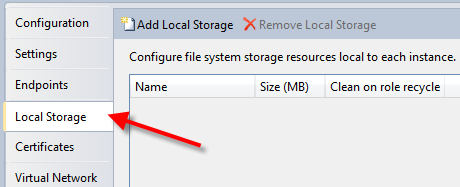 Configuration
Settings
Endpoints
Local Storage
Certificates
Virtual Network
Add Local Storage Remove Local Storage
Configure file system storage resources local to each instance.
Name Size (MB) Clean on role recycle